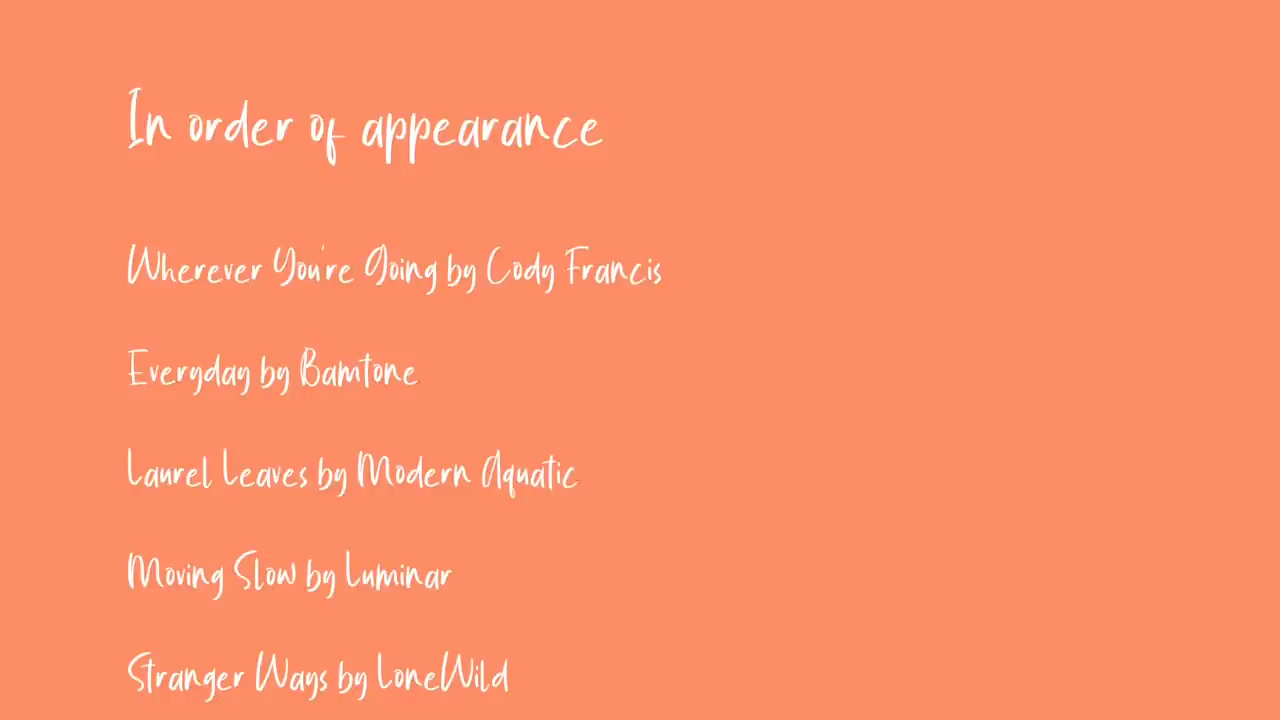 In order of appearance
Wherever You're Going by Cody Francis
Everyday by Bamtone
Laurel Leaves by Modern Aquatic
Moving Slow by Luminar
Stranger Ways by LoneWild